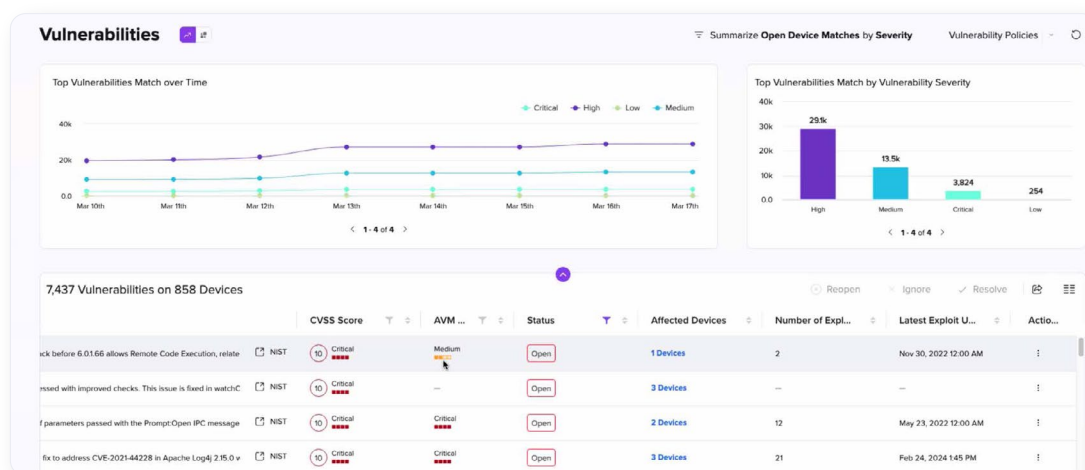 Vulnerabilities
Summarize Open Device Matches by Severity
Vulnerability Policies
Top Vulnerabilities Match over Time
Critical High Low Medium
40k
20k
0.0
Mar 10th Mar 11th Mar 12th Mar 13th Mar 14th Mar 15th Mar 16th Mar 17th
< 1 - 4 of 4 >
Top Vulnerabilities Match by Vulnerability Severity
40k
30k
20k
10k
0.0
29.1k
13.5k
3,824
254
High Medium Critical Low
< 1 - 4 of 4 >
7,437 Vulnerabilities on 858 Devices
Reopen Ignore Resolve
CVSS Score AVM ... Status Affected Devices Number of Expl... Latest Exploit U... Actio...
ck before 6.0.1.66 allows Remote Code Execution, relate NIST 10 Critical Medium Open 1 Devices 2 Nov 30, 2022 12:00 AM
essed with improved checks. This issue is fixed in watchC NIST 10 Critical — Open 3 Devices — —
f parameters passed with the Prompt:Open IPC message NIST 10 Critical Critical Open 2 Devices 12 May 23, 2022 12:00 AM
fix to address CVE-2021-44228 in Apache Log4j 2.15.0 w NIST 10 Critical Critical Open 3 Devices 21 Feb 24, 2024 1:45 PM